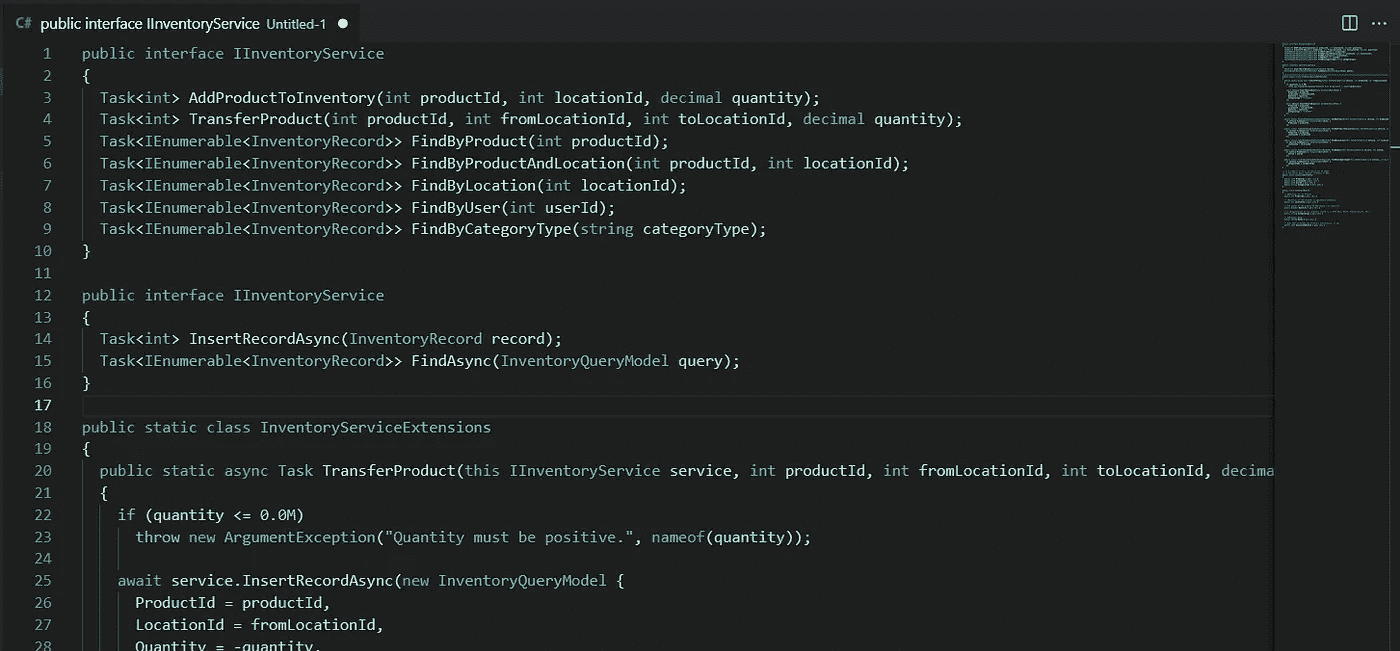 C# public interface IInventoryService Untitled-1
1 public interface IInventoryService
2 {
3 Task<int> AddProductToInventory(int productId, int locationId, decimal quantity);
4 Task<int> TransferProduct(int productId, int fromLocationId, int toLocationId, decimal quantity);
5 Task<IEnumerable<InventoryRecord>> FindByProduct(int productId);
6 Task<IEnumerable<InventoryRecord>> FindByProductAndLocation(int productId, int locationId);
7 Task<IEnumerable<InventoryRecord>> FindByLocation(int locationId);
8 Task<IEnumerable<InventoryRecord>> FindByUser(int userId);
9 Task<IEnumerable<InventoryRecord>> FindByCategoryType(string categoryType);
10 }
11
12 public interface IInventoryService
13 {
14 Task<int> InsertRecordAsync(InventoryRecord record);
15 Task<IEnumerable<InventoryRecord>> FindAsync(InventoryQueryModel query);
16 }
17
18 public static class InventoryServiceExtensions
19 {
20 public static async Task TransferProduct(this IInventoryService service, int productId, int fromLocationId, int toLocationId, decima
21 {
22 if (quantity <= 0.0M)
23 throw new ArgumentException("Quantity must be positive.", nameof(quantity));
24
25 await service.InsertRecordAsync(new InventoryQueryModel {
26 ProductId = productId,
27 LocationId = fromLocationId,
28 Quantity = -quantity,